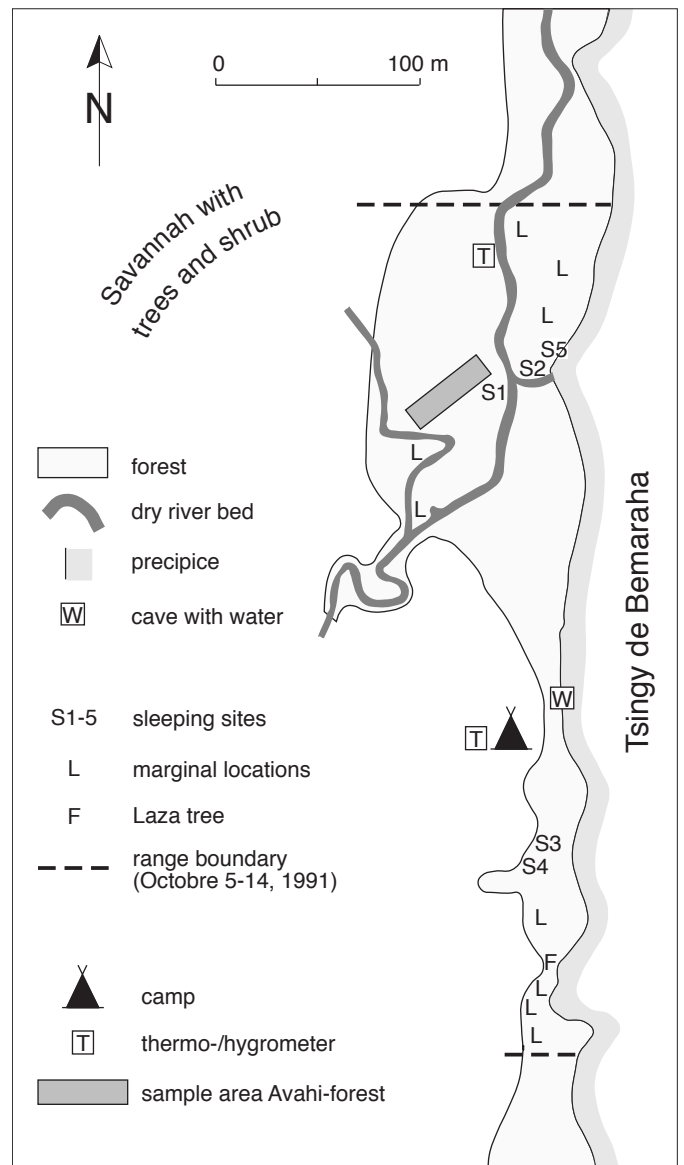 0 100 m
N
Savannah with
trees and shrub
L
T
L
L
S5
S2
S1
L
L
forest
dry river bed
precipice
W cave with water
Tsingy de Bemaraha
W
T
S1-5 sleeping sites
L marginal locations
F Laza tree
range boundary
(Octobre 5-14, 1991)
S3
S4
L
F
L
L
L
camp
T thermo-/hygrometer
sample area Avahi-forest